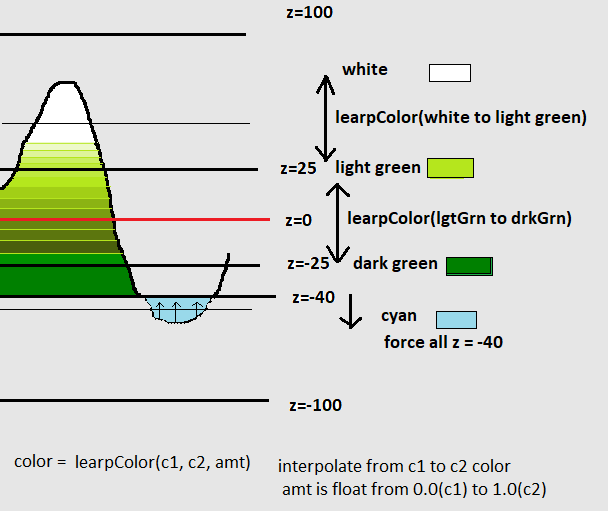 z=100
white
learpColor(white to light green)
z=25 light green
learpColor(lgtGrn to drkGrn)
z=0
z=-25 dark green
z=-40
cyan
force all z = -40
z=-100
color = learpColor(c1, c2, amt)
interpolate from c1 to c2 color
amt is float from 0.0(c1) to 1.0(c2)